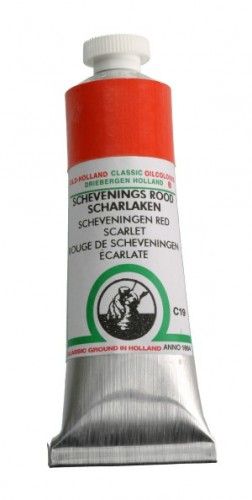 OLD-HOLLAND CLASSIC OILCOLOURS
DRIEBERGEN HOLLAND
SCHEVENINGS ROOD
SCHARLAKEN
SCHEVENINGEN RED
SCARLET
ROUGE DE SCHEVENINGEN
ÉCARLATE
C19
CLASSIC GROUND IN HOLLAND ANNO 1664